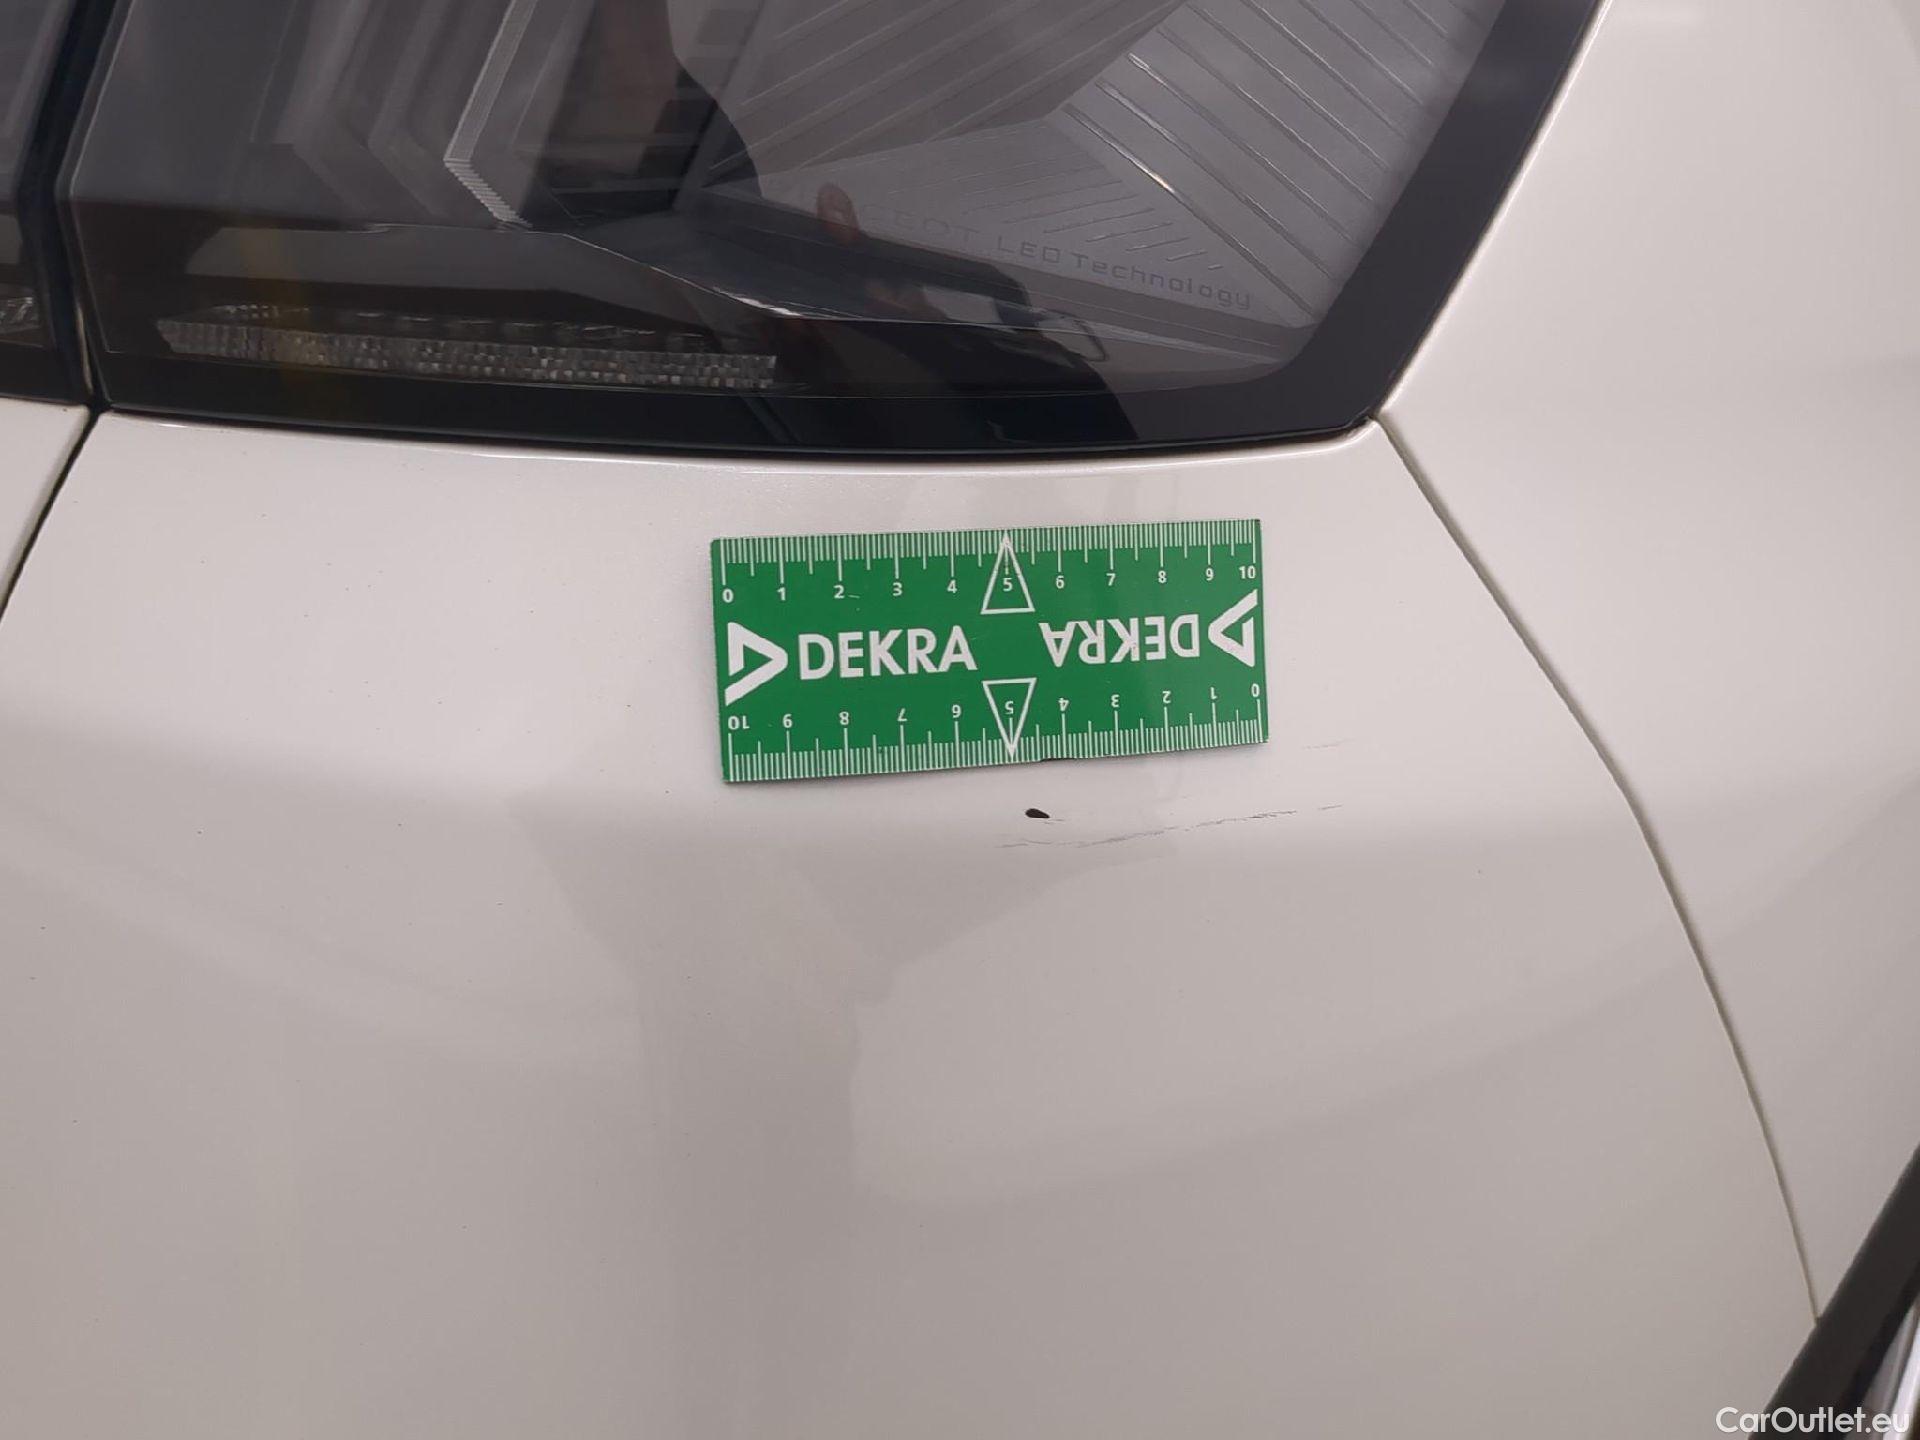 LED Technology
0 1 2 3 4 5 6 7 8 9 10
DEKRA DEKRA
10 9 8 7 6 5 4 3 2 1 0
CarOutlet.eu